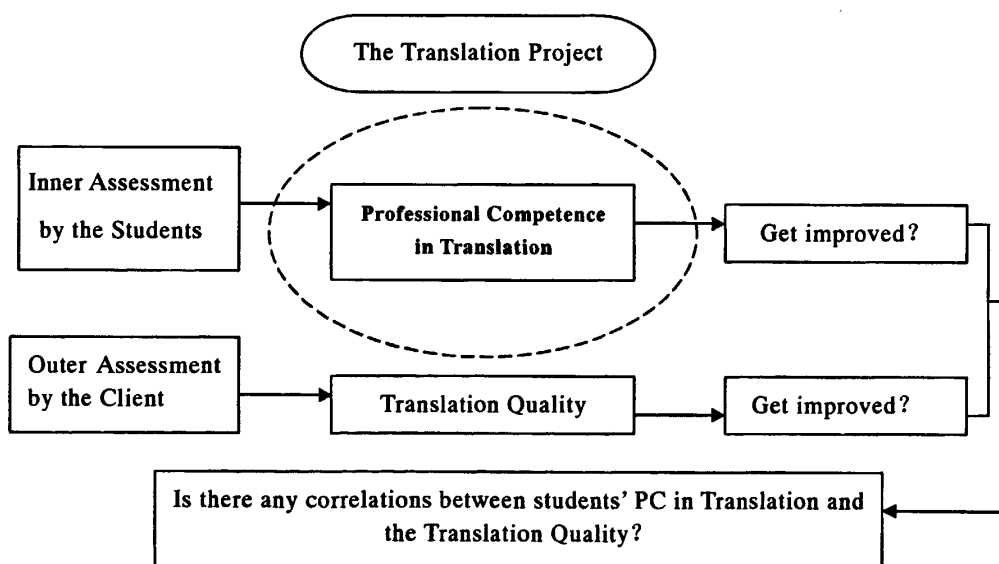 The Translation Project
Inner Assessment
by the Students
Professional Competence
in Translation
Get improved?
Outer Assessment
by the Client
Translation Quality
Get improved?
Is there any correlations between students' PC in Translation and
the Translation Quality?